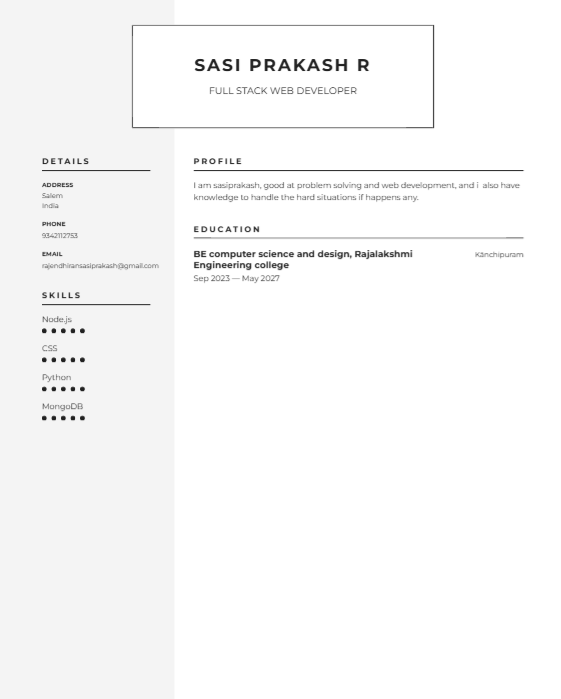 SASI PRAKASH R
FULL STACK WEB DEVELOPER
DETAILS
ADDRESS
Salem
India
PHONE
9342112753
EMAIL
rajendhiransasiprakash@gmail.com
SKILLS
Node.js
CSS
Python
MongoDB
PROFILE
I am sasiprakash, good at problem solving and web development, and i also have
knowledge to handle the hard situations if happens any.
EDUCATION
BE computer science and design, Rajalakshmi
Engineering college
Kānchipuram
Sep 2023 — May 2027